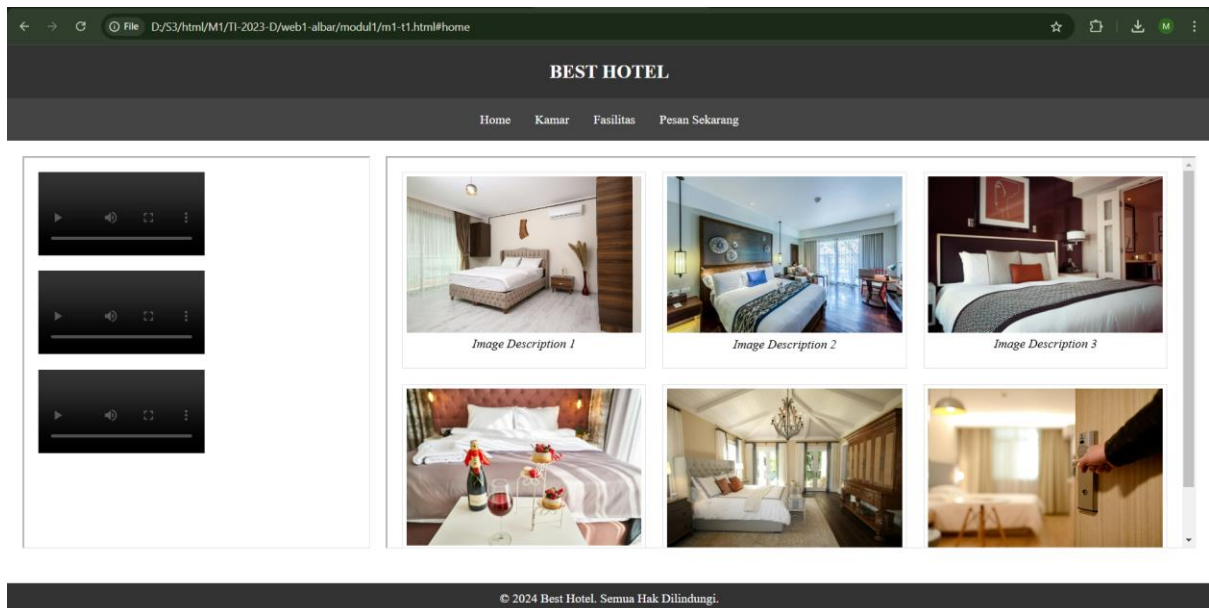 File D:/S3/html/M1/TI-2023-D/web1-albar/modul1/m1-t1.html#home
M
BEST HOTEL
Home Kamar Fasilitas Pesan Sekarang
Image Description 1
Image Description 2
Image Description 3
© 2024 Best Hotel. Semua Hak Dilindungi.